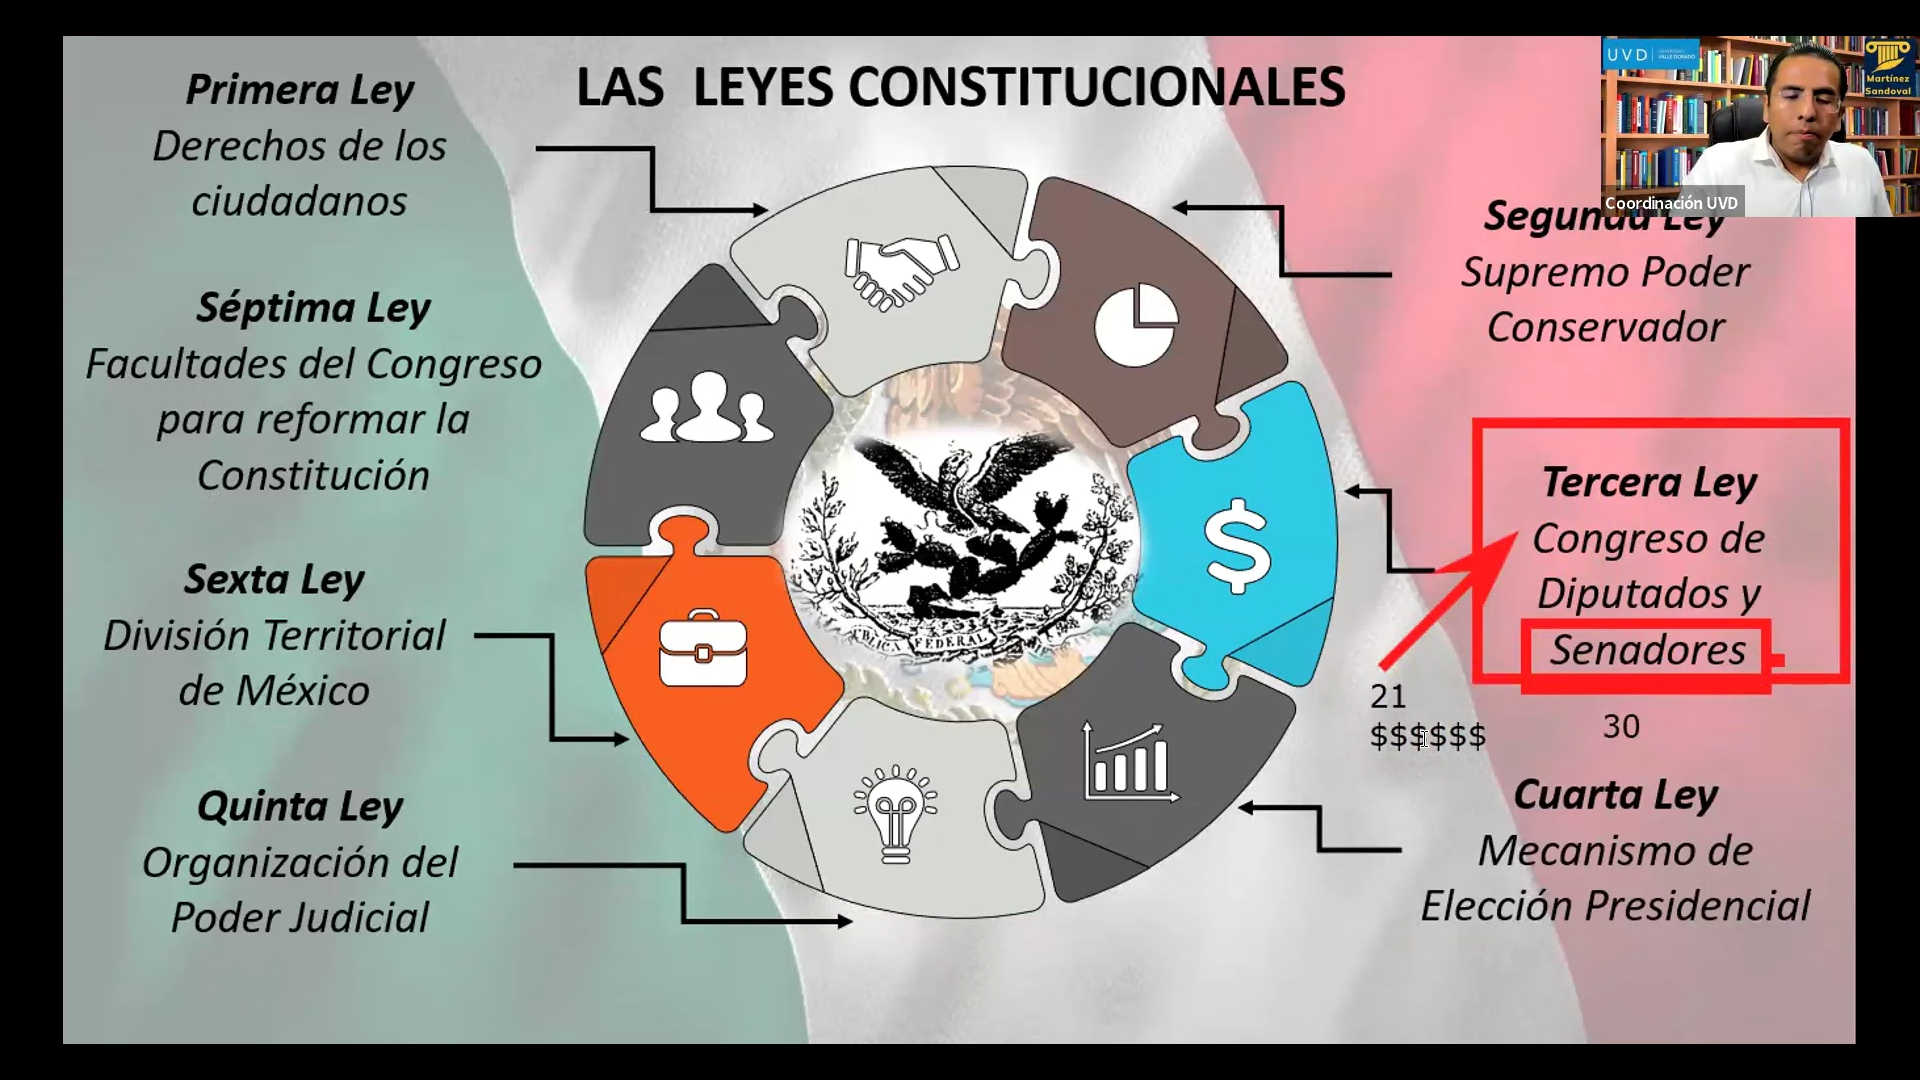 LAS LEYES CONSTITUCIONALES
Primera Ley
Derechos de los
ciudadanos
Séptima Ley
Facultades del Congreso
para reformar la
Constitución
Sexta Ley
División Territorial
de México
Quinta Ley
Organización del
Poder Judicial
UVD
Martínez
Sandoval
Coordinación UVD
Segunda Ley
Supremo Poder
Conservador
Tercera Ley
Congreso de
Diputados y
Senadores
21
$$$$$$
30
Cuarta Ley
Mecanismo de
Elección Presidencial
$
FEDERAL